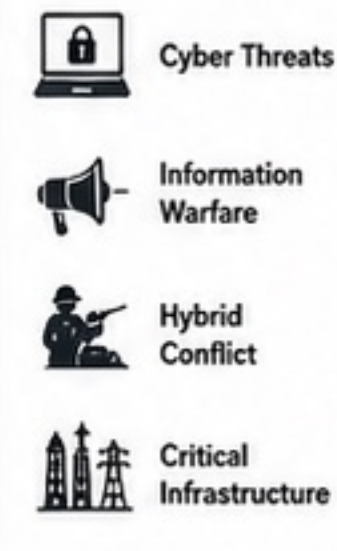 Cyber Threats
Information
Warfare
Hybrid
Conflict
Critical
Infrastructure